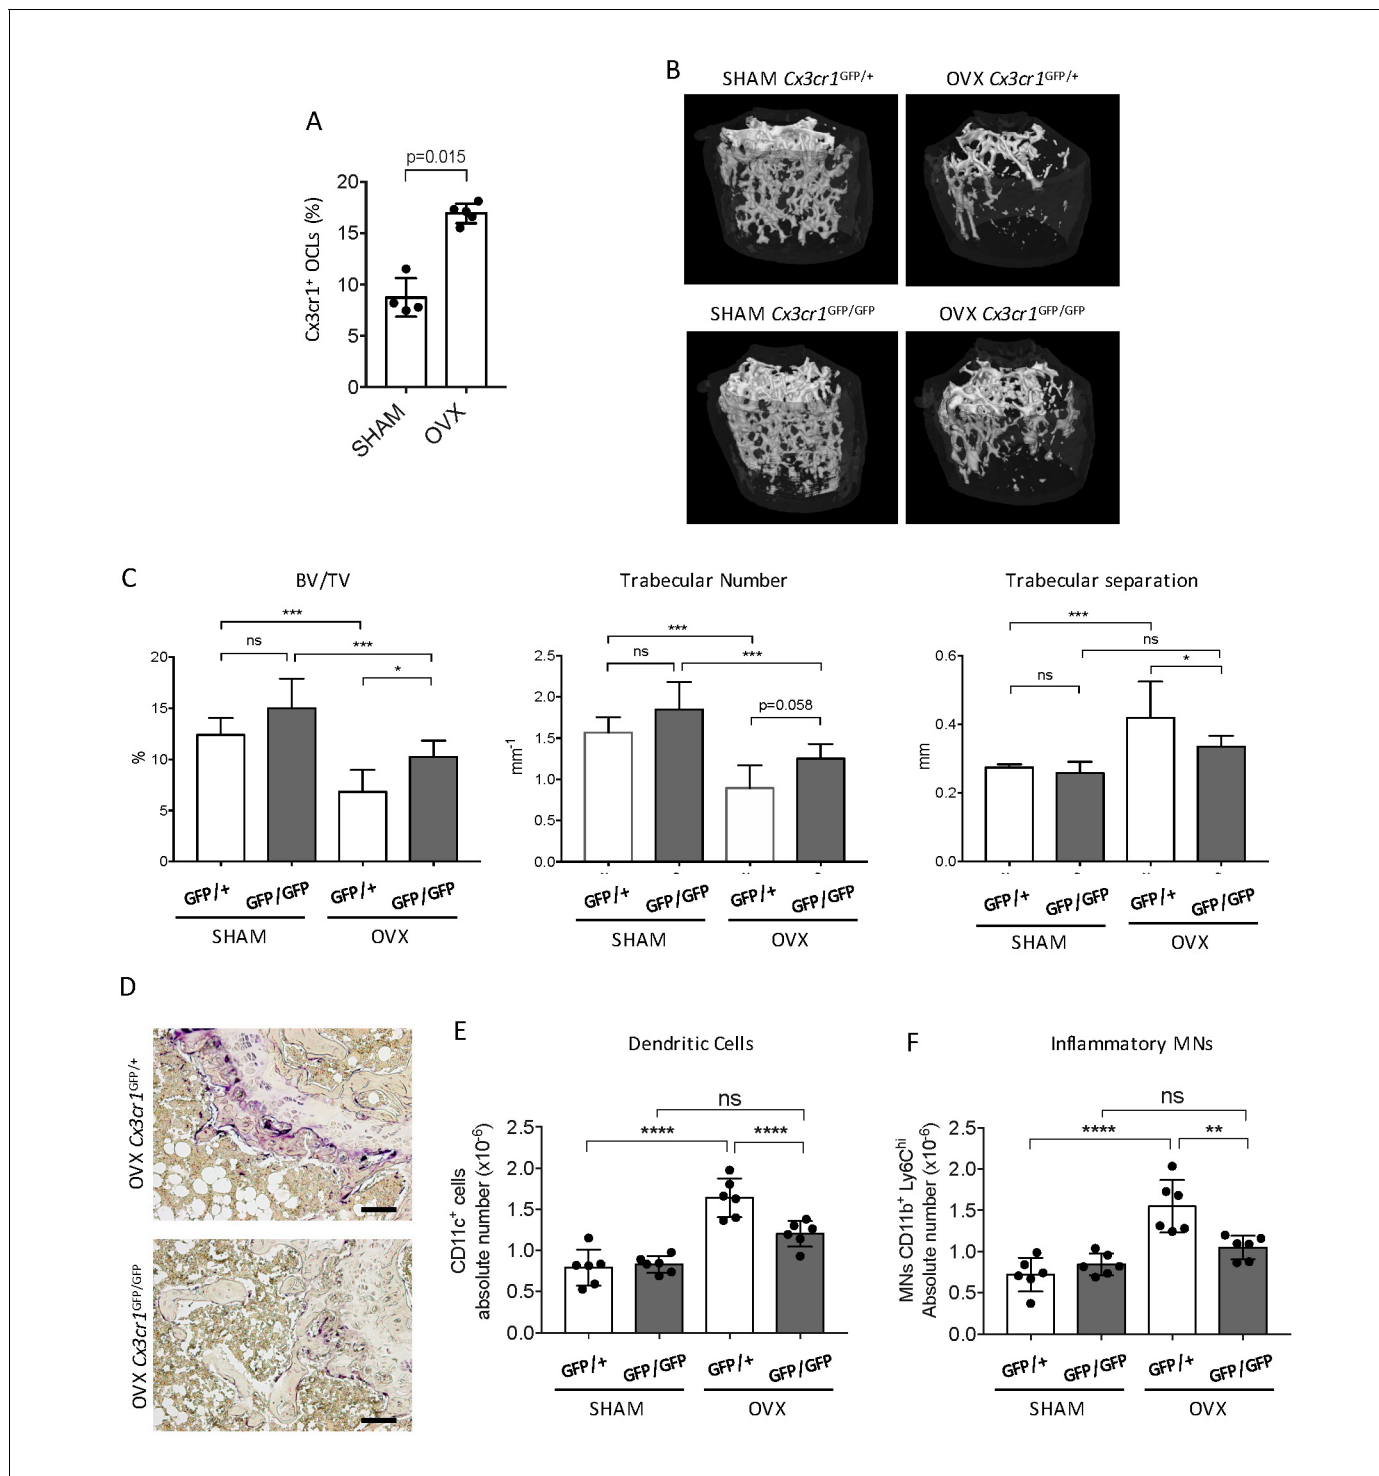 A
p=0.015
Cx3cr1⁺ OCLs (%)
20
15
10
5
0
SHAM
OVX
B
SHAM Cx3cr1ᴳᶠᴾ/⁺
OVX Cx3cr1ᴳᶠᴾ/⁺
SHAM Cx3cr1ᴳᶠᴾ/ᴳᶠᴾ
OVX Cx3cr1ᴳᶠᴾ/ᴳᶠᴾ
C
BV/TV
***
ns
***
*
20
15
10
5
0
%
GFP/+
GFP/GFP
GFP/+
GFP/GFP
SHAM
OVX
Trabecular Number
***
ns
***
p=0.058
2.5
2.0
1.5
1.0
0.5
0.0
mm⁻¹
GFP/+
GFP/GFP
GFP/+
GFP/GFP
SHAM
OVX
Trabecular separation
***
ns
ns
*
0.6
0.4
0.2
0.0
mm
GFP/+
GFP/GFP
GFP/+
GFP/GFP
SHAM
OVX
D
OVX Cx3cr1ᴳᶠᴾ/⁺
OVX Cx3cr1ᴳᶠᴾ/ᴳᶠᴾ
E
Dendritic Cells
ns
****
****
CD11c⁺ cells
absolute number (x10⁻⁶)
2.5
2.0
1.5
1.0
0.5
0.0
GFP/+
GFP/GFP
GFP/+
GFP/GFP
SHAM
OVX
F
Inflammatory MNs
ns
****
**
MNs CD11b⁺ Ly6Cʰⁱ
Absolute number (x10⁻⁶)
2.5
2.0
1.5
1.0
0.5
0.0
GFP/+
GFP/GFP
GFP/+
GFP/GFP
SHAM
OVX